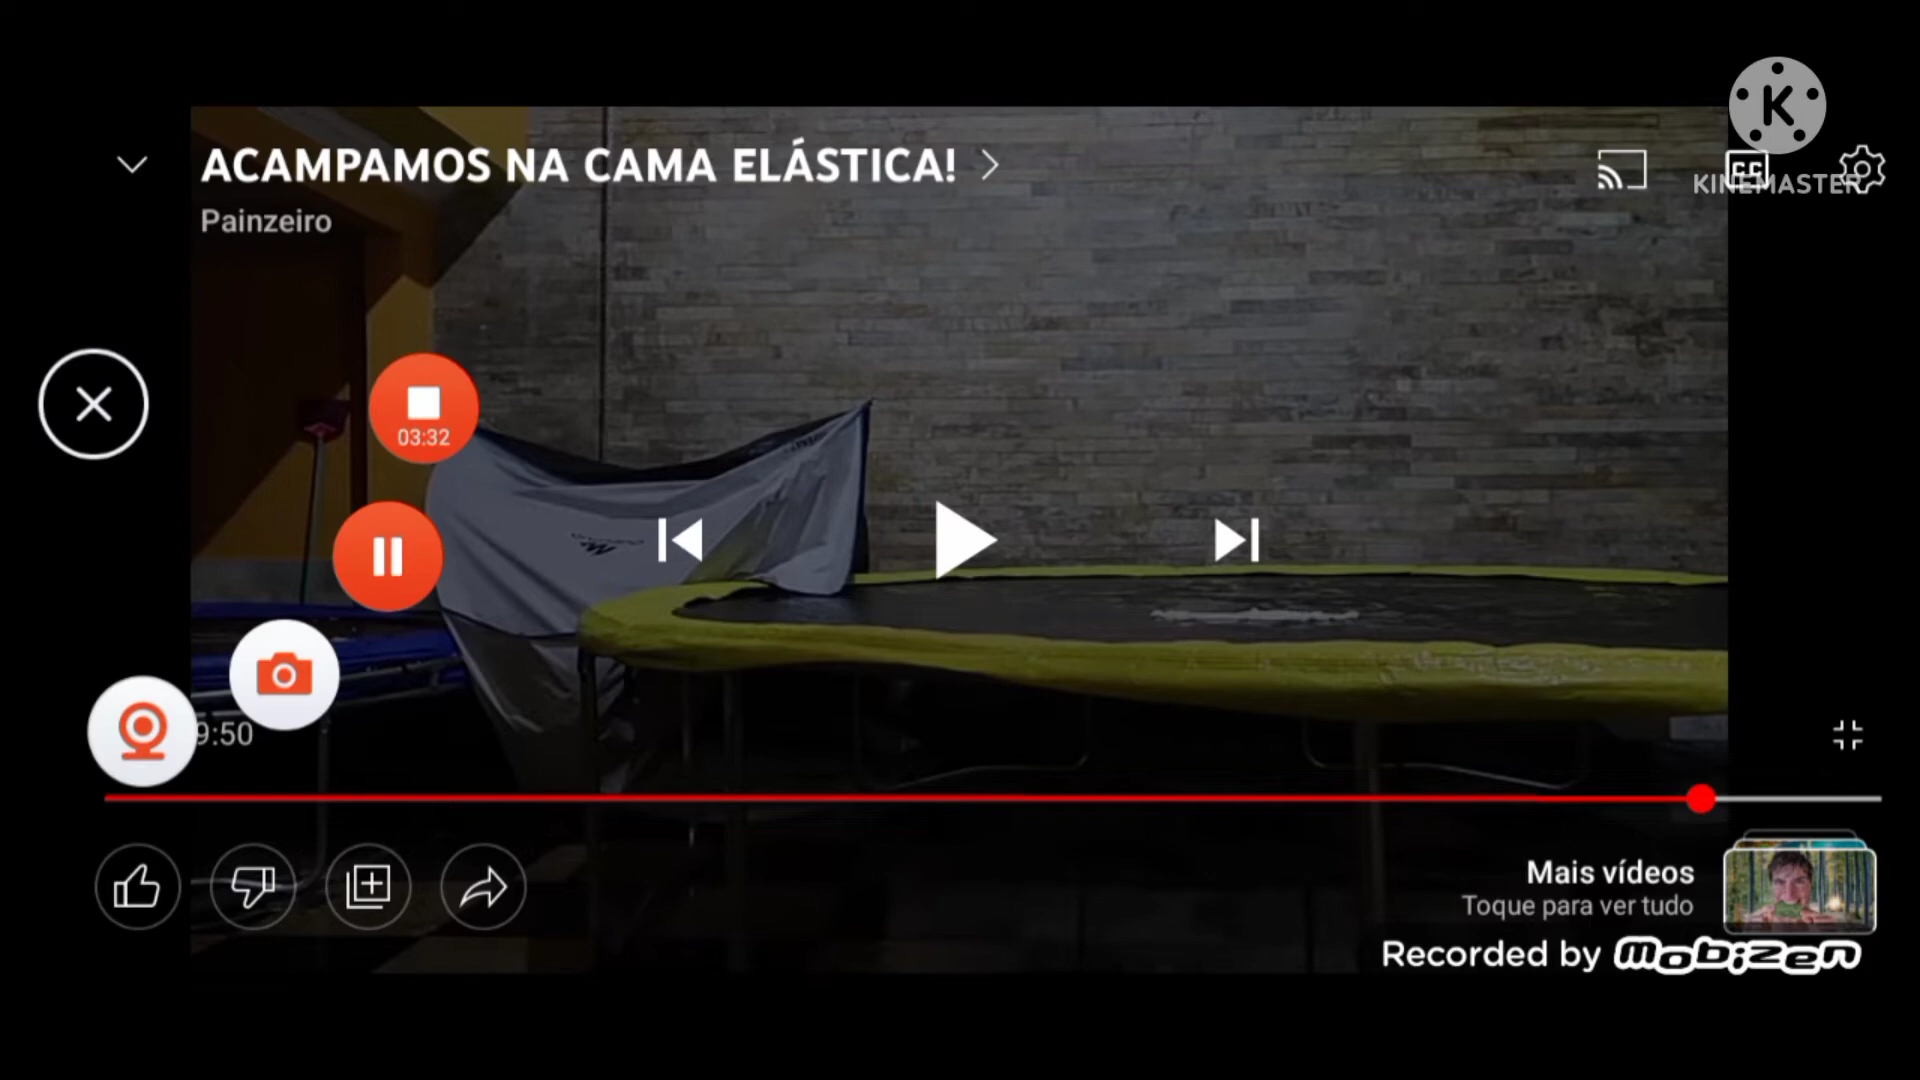 ACAMPAMOS NA CAMA ELÁSTICA!
Painzeiro
CC
KINEMASTER
K
03:32
9:50
Mais vídeos
Toque para ver tudo
Recorded by mobizen